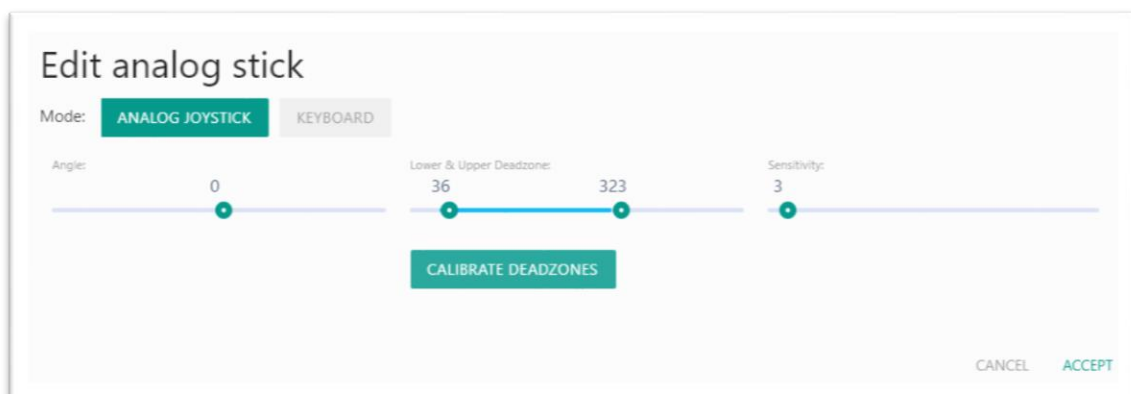 Edit analog stick
Mode: ANALOG JOYSTICK KEYBOARD
Angle: Lower & Upper Deadzone: Sensitivity:
0 36 323 3
CALIBRATE DEADZONES
CANCEL ACCEPT